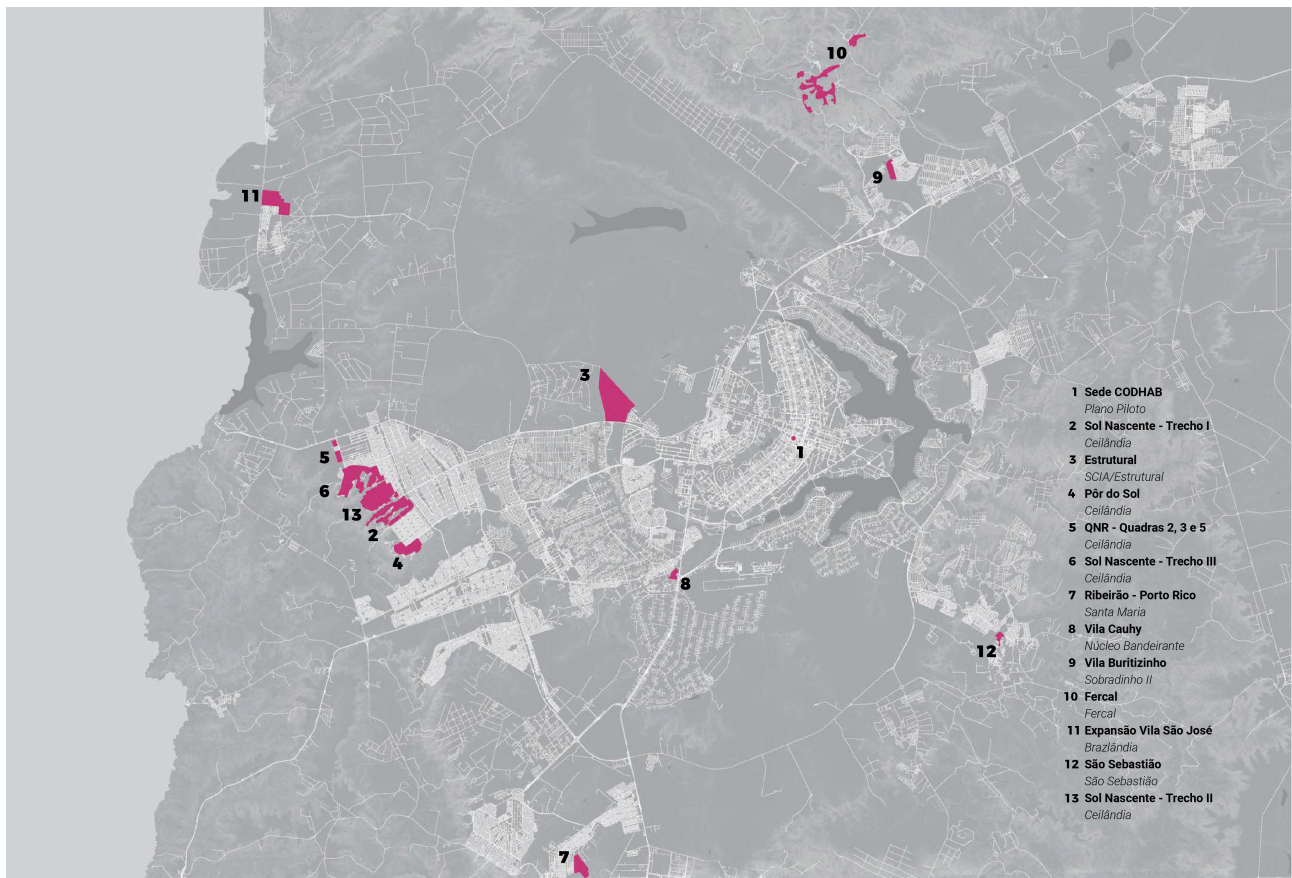 10
9
11
3
1
5
6
13
2
4
8
12
7
1 Sede CODHAB
Plano Piloto
2 Sol Nascente - Trecho I
Ceilândia
3 Estrutural
SCIA/Estrutural
4 Pôr do Sol
Ceilândia
5 QNR - Quadras 2, 3 e 5
Ceilândia
6 Sol Nascente - Trecho III
Ceilândia
7 Ribeirão - Porto Rico
Santa Maria
8 Vila Cauhy
Núcleo Bandeirante
9 Vila Buritizinho
Sobradinho II
10 Fercal
Fercal
11 Expansão Vila São José
Brazlândia
12 São Sebastião
São Sebastião
13 Sol Nascente - Trecho II
Ceilândia